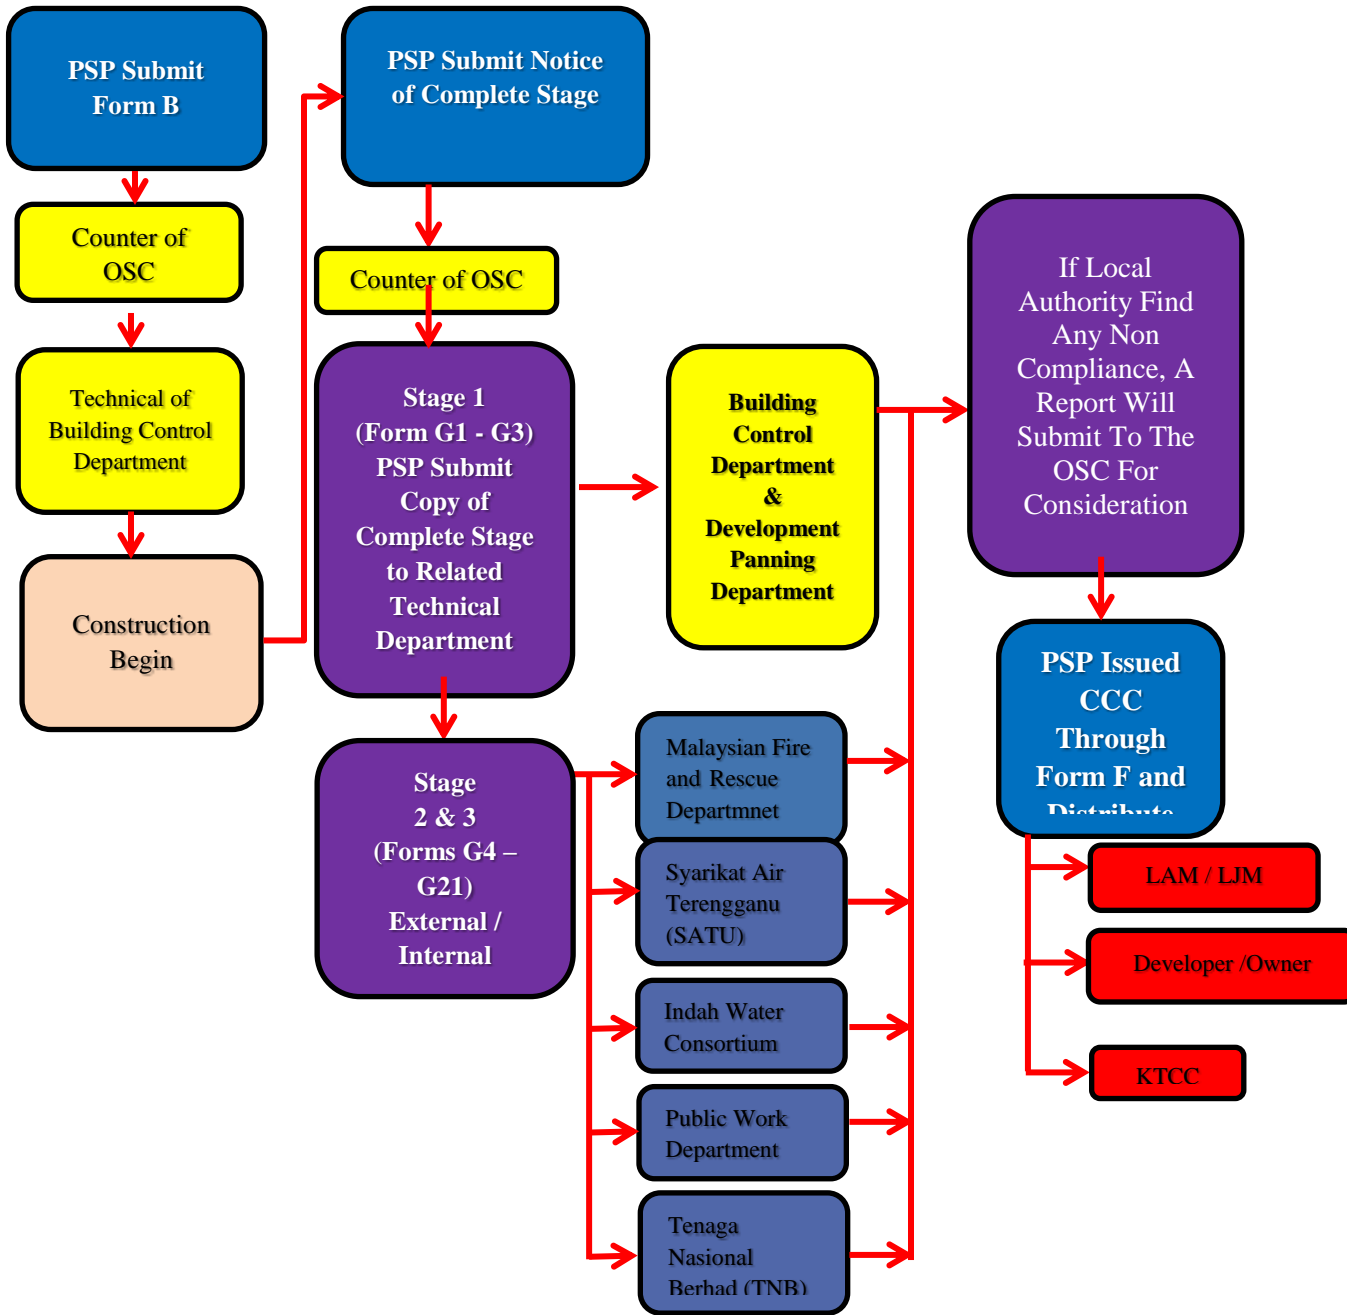 PSP Submit
Form B
Counter of
OSC
Technical of
Building Control
Department
Construction
Begin
PSP Submit Notice
of Complete Stage
Counter of OSC
Stage 1
(Form G1 - G3)
PSP Submit
Copy of
Complete Stage
to Related
Technical
Department
Stage
2 & 3
(Forms G4 –
G21)
External /
Internal
Building
Control
Department
&
Development
Panning
Department
Malaysian Fire
and Rescue
Departmnet
Syarikat Air
Terengganu
(SATU)
Indah Water
Consortium
Public Work
Department
Tenaga
Nasional
Berhad (TNB)
If Local
Authority Find
Any Non
Compliance, A
Report Will
Submit To The
OSC For
Consideration
PSP Issued
CCC
Through
Form F and
Distribute
LAM / LJM
Developer /Owner
KTCC